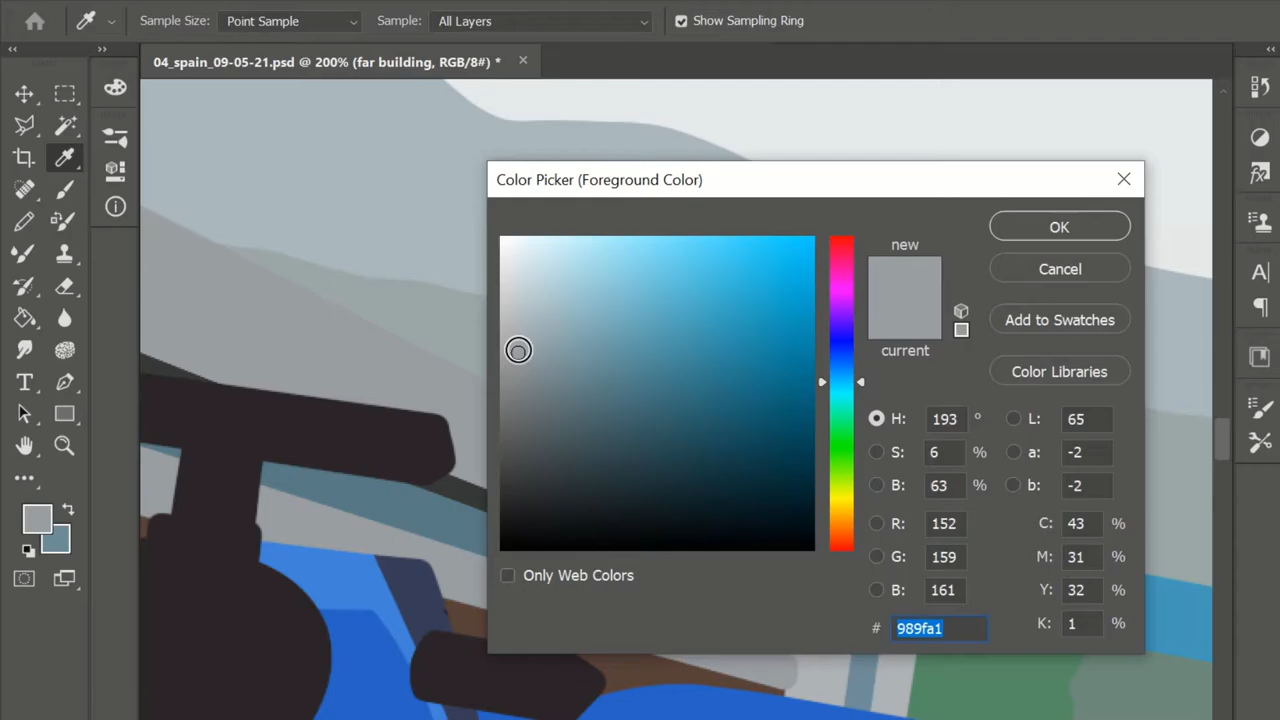 Sample Size: Point Sample Sample: All Layers Show Sampling Ring
04_spain_09-05-21.psd @ 200% (far building, RGB/8#) *
Color Picker (Foreground Color)
new
current
OK
Cancel
Add to Swatches
Color Libraries
H: 193 ° L: 65
S: 6 % a: -2
B: 63 % b: -2
R: 152 C: 43 %
G: 159 M: 31 %
B: 161 Y: 32 %
# 989fa1 K: 1 %
Only Web Colors